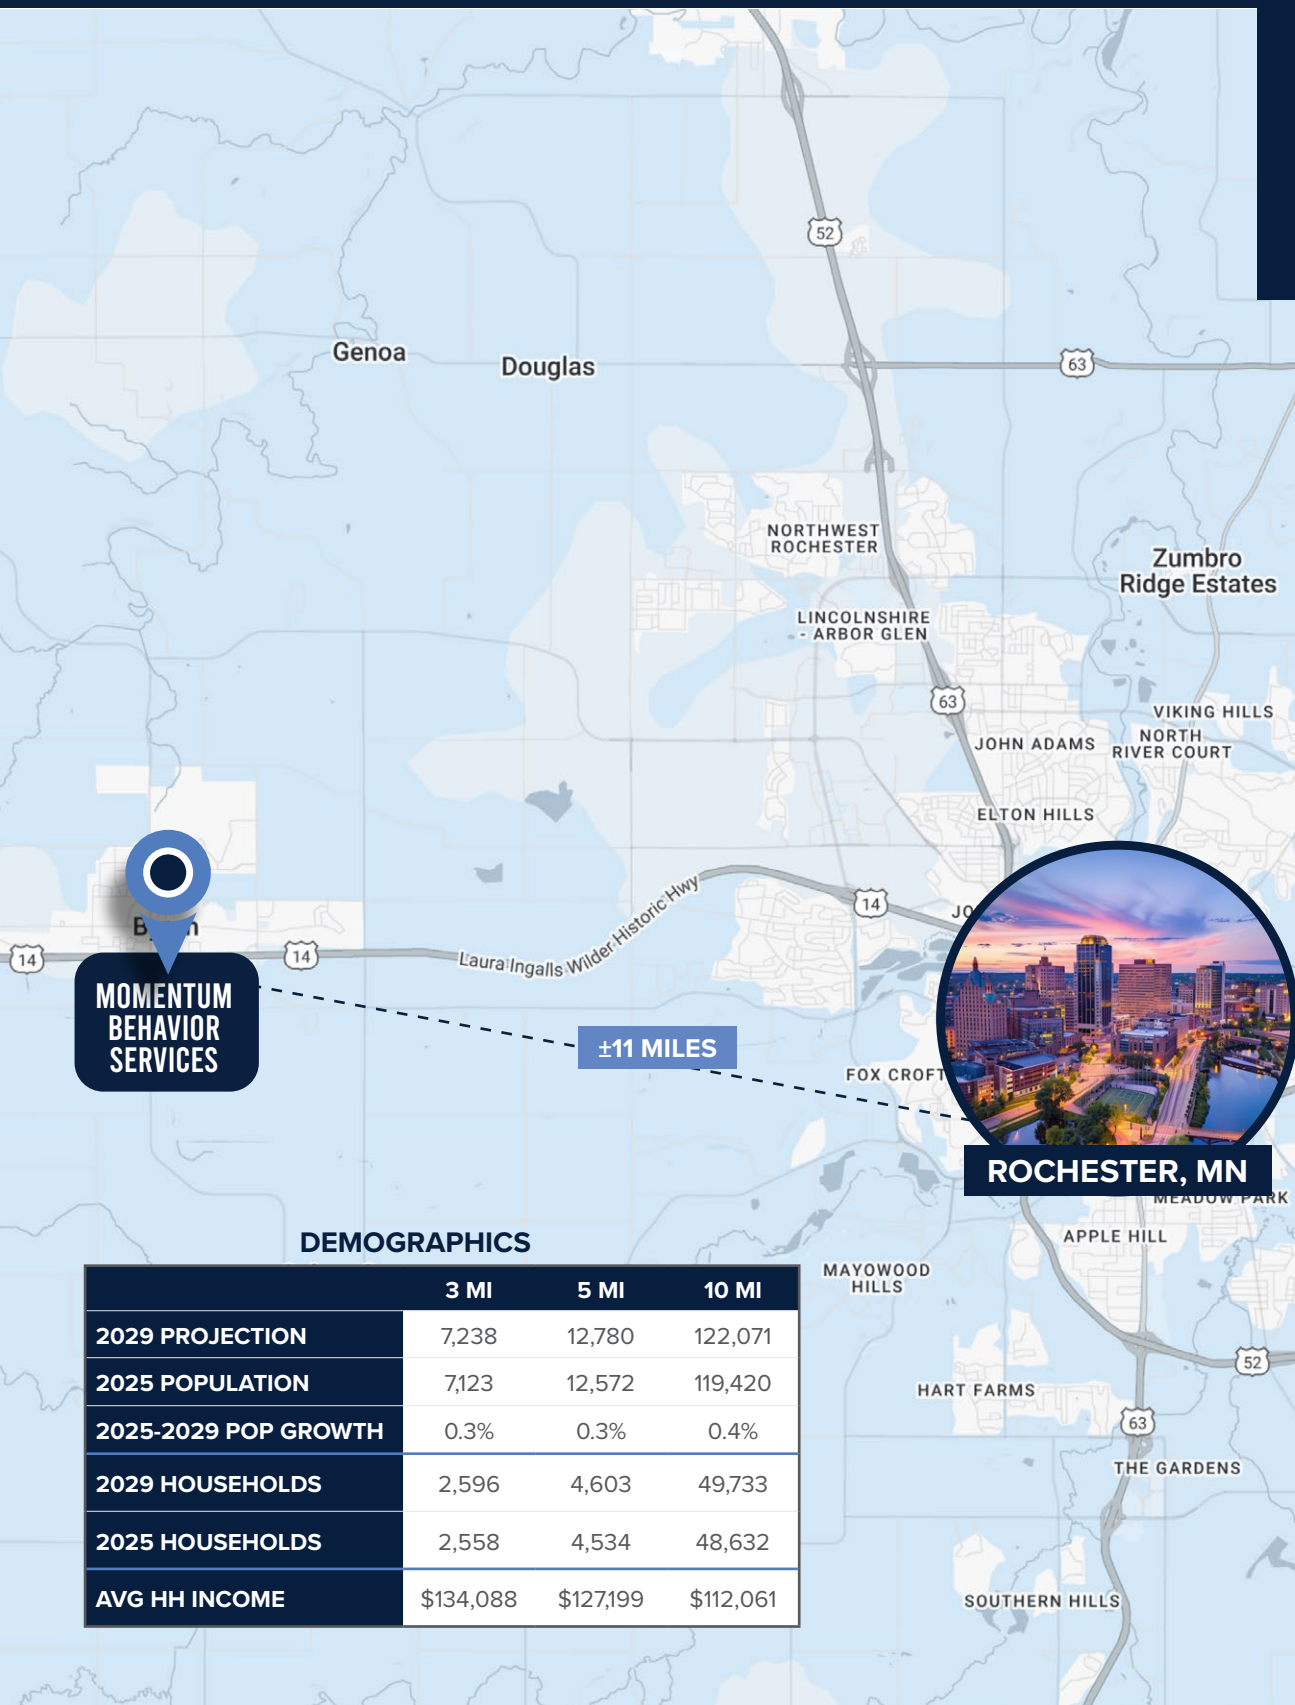 52
Genoa
Douglas
63
NORTHWEST
ROCHESTER
Zumbro
Ridge Estates
LINCOLNSHIRE
- ARBOR GLEN
63
VIKING HILLS
JOHN ADAMS
NORTH
RIVER COURT
ELTON HILLS
14
JO
Laura Ingalls Wilder Historic Hwy
14
14
MOMENTUM
BEHAVIOR
SERVICES
±11 MILES
FOX CROFT
ROCHESTER, MN
MEADOW PARK
APPLE HILL
MAYOWOOD
HILLS
52
HART FARMS
63
THE GARDENS
SOUTHERN HILLS
DEMOGRAPHICS
3 MI 5 MI 10 MI
2029 PROJECTION 7,238 12,780 122,071
2025 POPULATION 7,123 12,572 119,420
2025-2029 POP GROWTH 0.3% 0.3% 0.4%
2029 HOUSEHOLDS 2,596 4,603 49,733
2025 HOUSEHOLDS 2,558 4,534 48,632
AVG HH INCOME $134,088 $127,199 $112,061